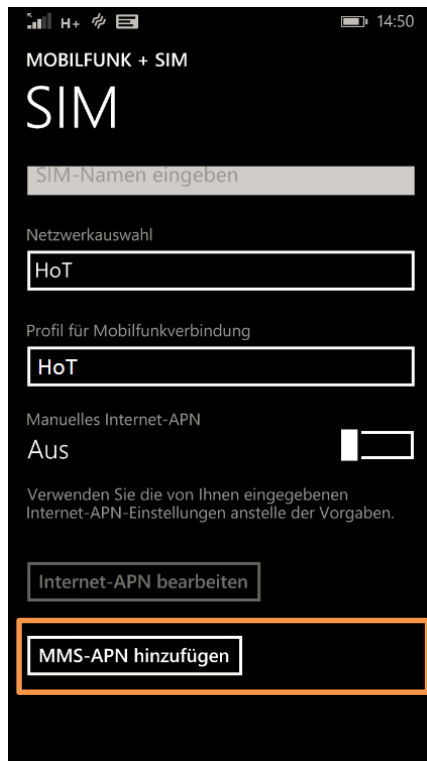 H+ 14:50
MOBILFUNK + SIM
SIM
SIM-Namen eingeben
Netzwerkauswahl
HoT
Profil für Mobilfunkverbindung
HoT
Manuelles Internet-APN
Aus
Verwenden Sie die von Ihnen eingegebenen
Internet-APN-Einstellungen anstelle der Vorgaben.
Internet-APN bearbeiten
MMS-APN hinzufügen